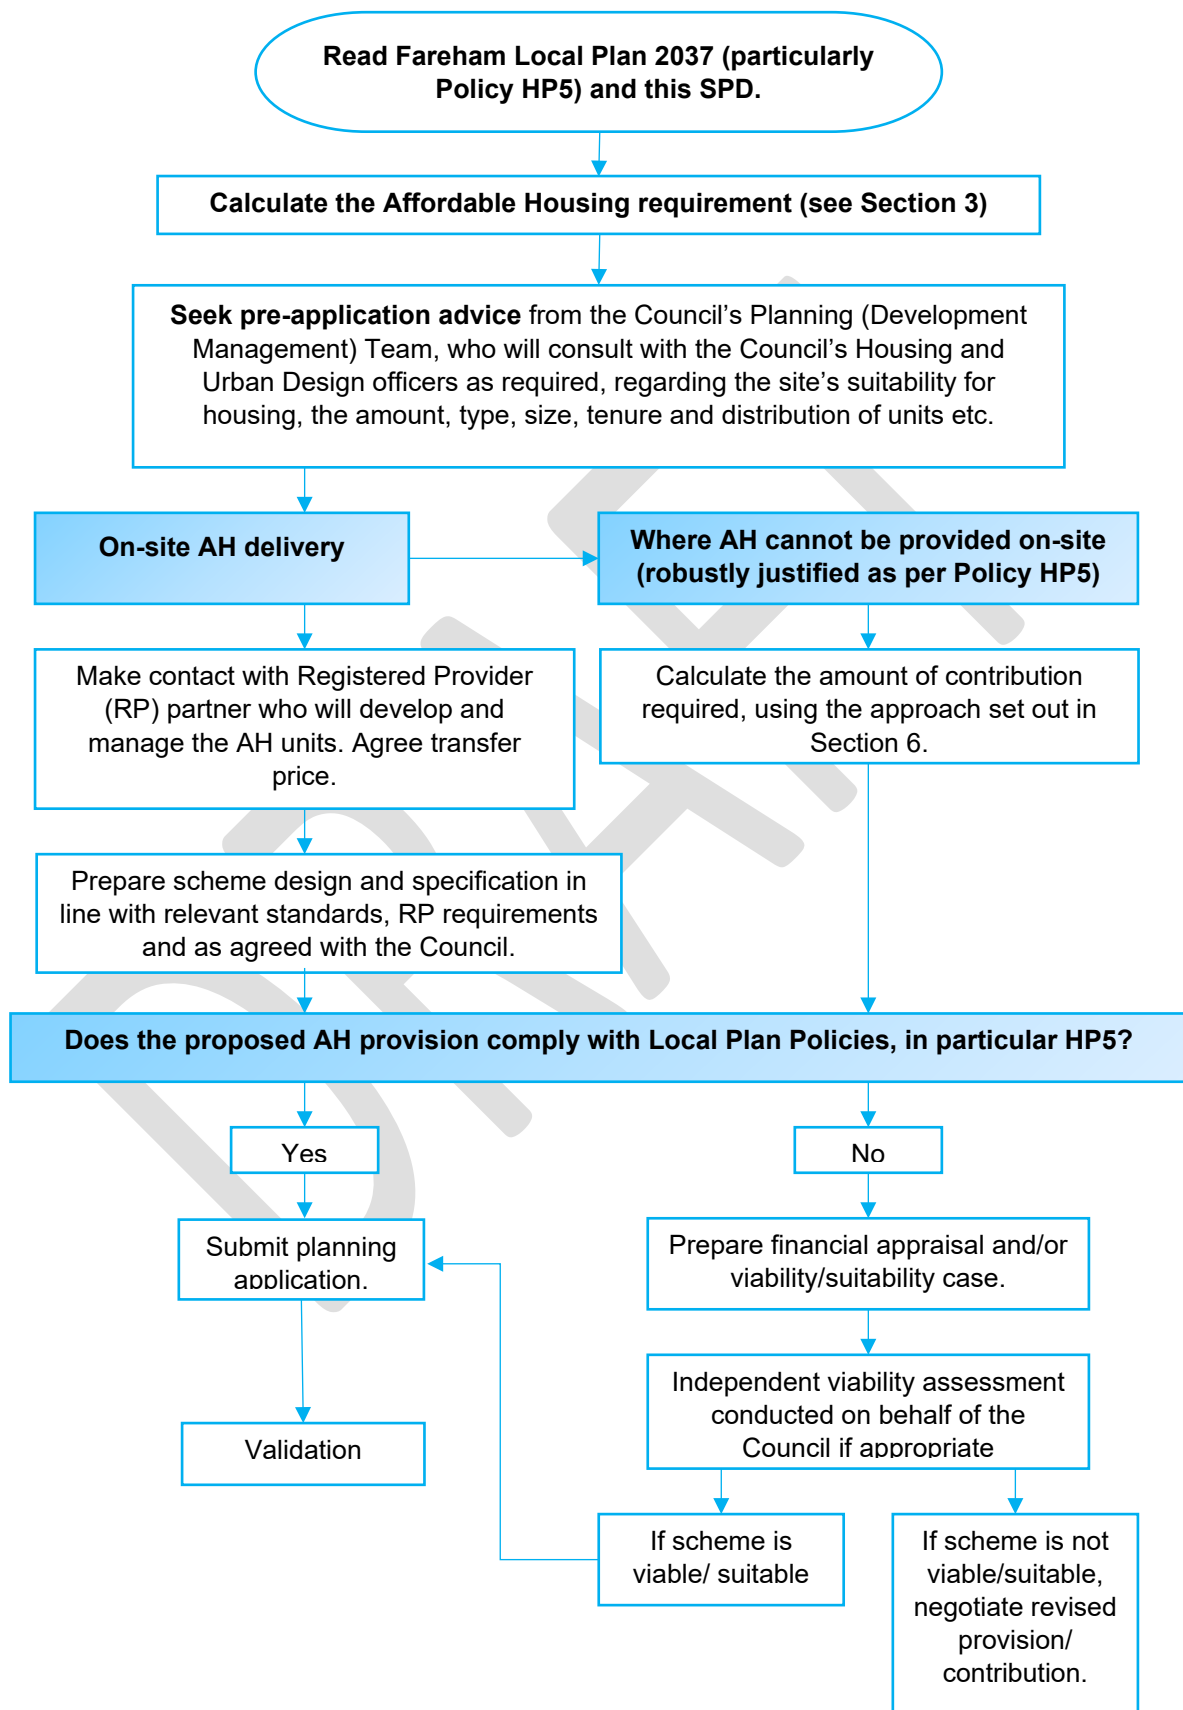 Read Fareham Local Plan 2037 (particularly
Policy HP5) and this SPD.
Calculate the Affordable Housing requirement (see Section 3)
Seek pre-application advice from the Council’s Planning (Development
Management) Team, who will consult with the Council’s Housing and
Urban Design officers as required, regarding the site’s suitability for
housing, the amount, type, size, tenure and distribution of units etc.
On-site AH delivery
Where AH cannot be provided on-site
(robustly justified as per Policy HP5)
Make contact with Registered Provider
(RP) partner who will develop and
manage the AH units. Agree transfer
price.
Calculate the amount of contribution
required, using the approach set out in
Section 6.
Prepare scheme design and specification in
line with relevant standards, RP requirements
and as agreed with the Council.
Does the proposed AH provision comply with Local Plan Policies, in particular HP5?
Yes
No
Submit planning
application.
Prepare financial appraisal and/or
viability/suitability case.
Independent viability assessment
conducted on behalf of the
Council if appropriate
Validation
If scheme is
viable/ suitable
If scheme is not
viable/suitable,
negotiate revised
provision/
contribution.
DRAFT